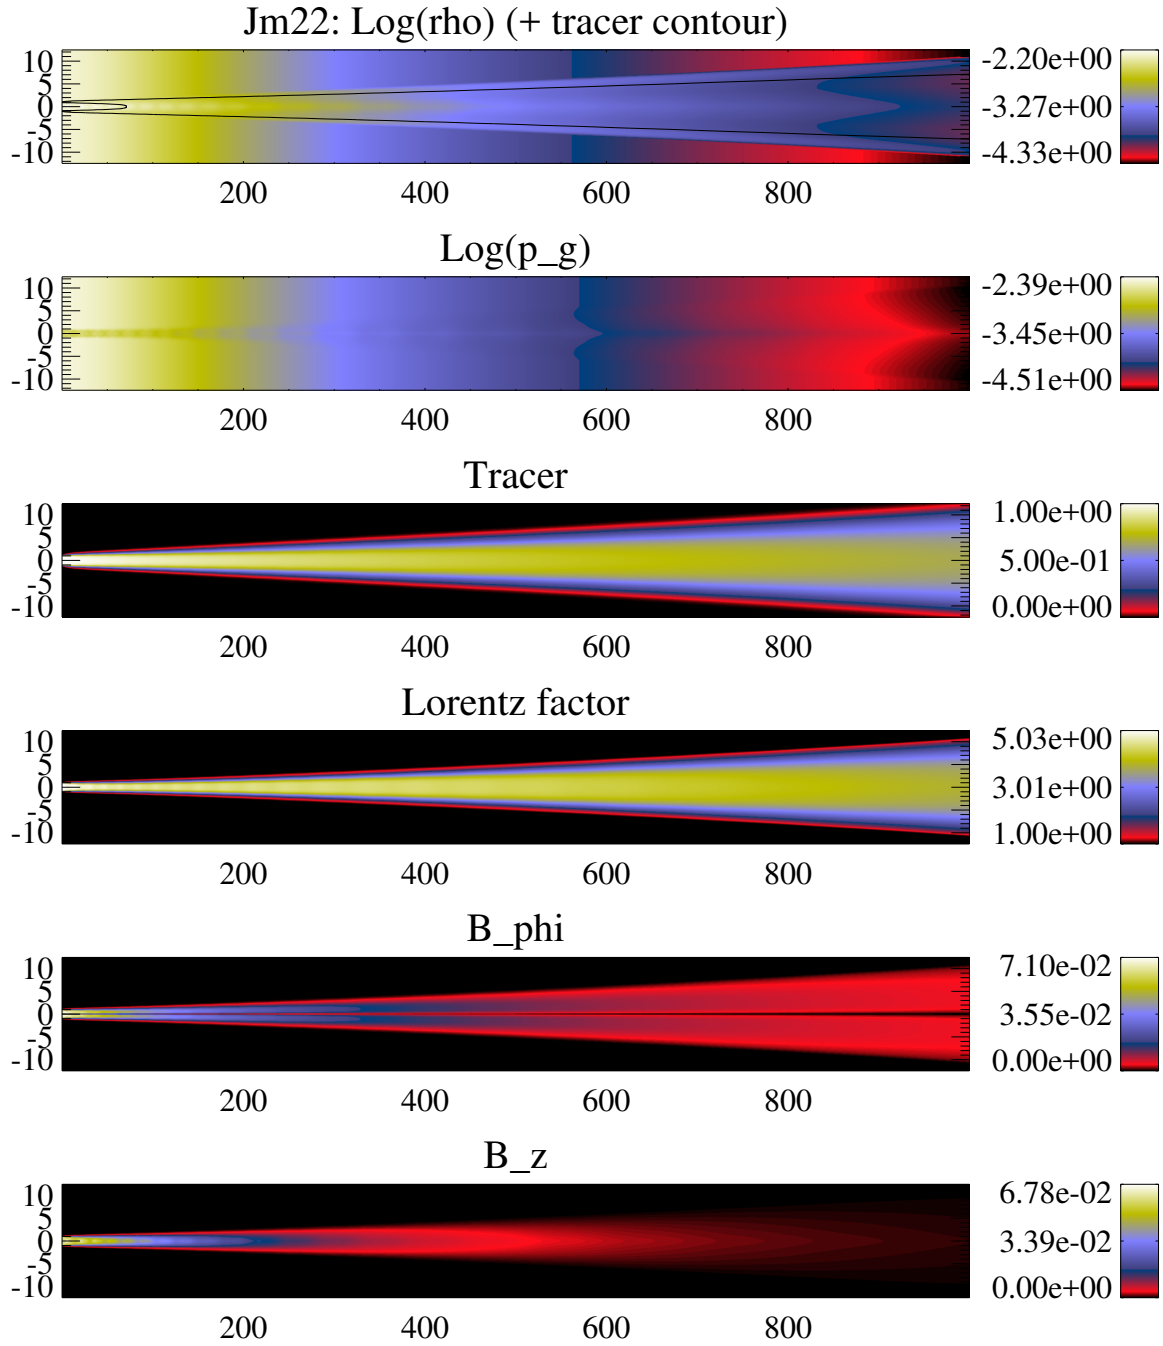 Jm22: Log(rho) (+ tracer contour)
10
5
0
-5
-10
200 400 600 800
-2.20e+00
-3.27e+00
-4.33e+00
Log(p_g)
10
5
0
-5
-10
200 400 600 800
-2.39e+00
-3.45e+00
-4.51e+00
Tracer
10
5
0
-5
-10
200 400 600 800
1.00e+00
5.00e-01
0.00e+00
Lorentz factor
10
5
0
-5
-10
200 400 600 800
5.03e+00
3.01e+00
1.00e+00
B_phi
10
5
0
-5
-10
200 400 600 800
7.10e-02
3.55e-02
0.00e+00
B_z
10
5
0
-5
-10
200 400 600 800
6.78e-02
3.39e-02
0.00e+00